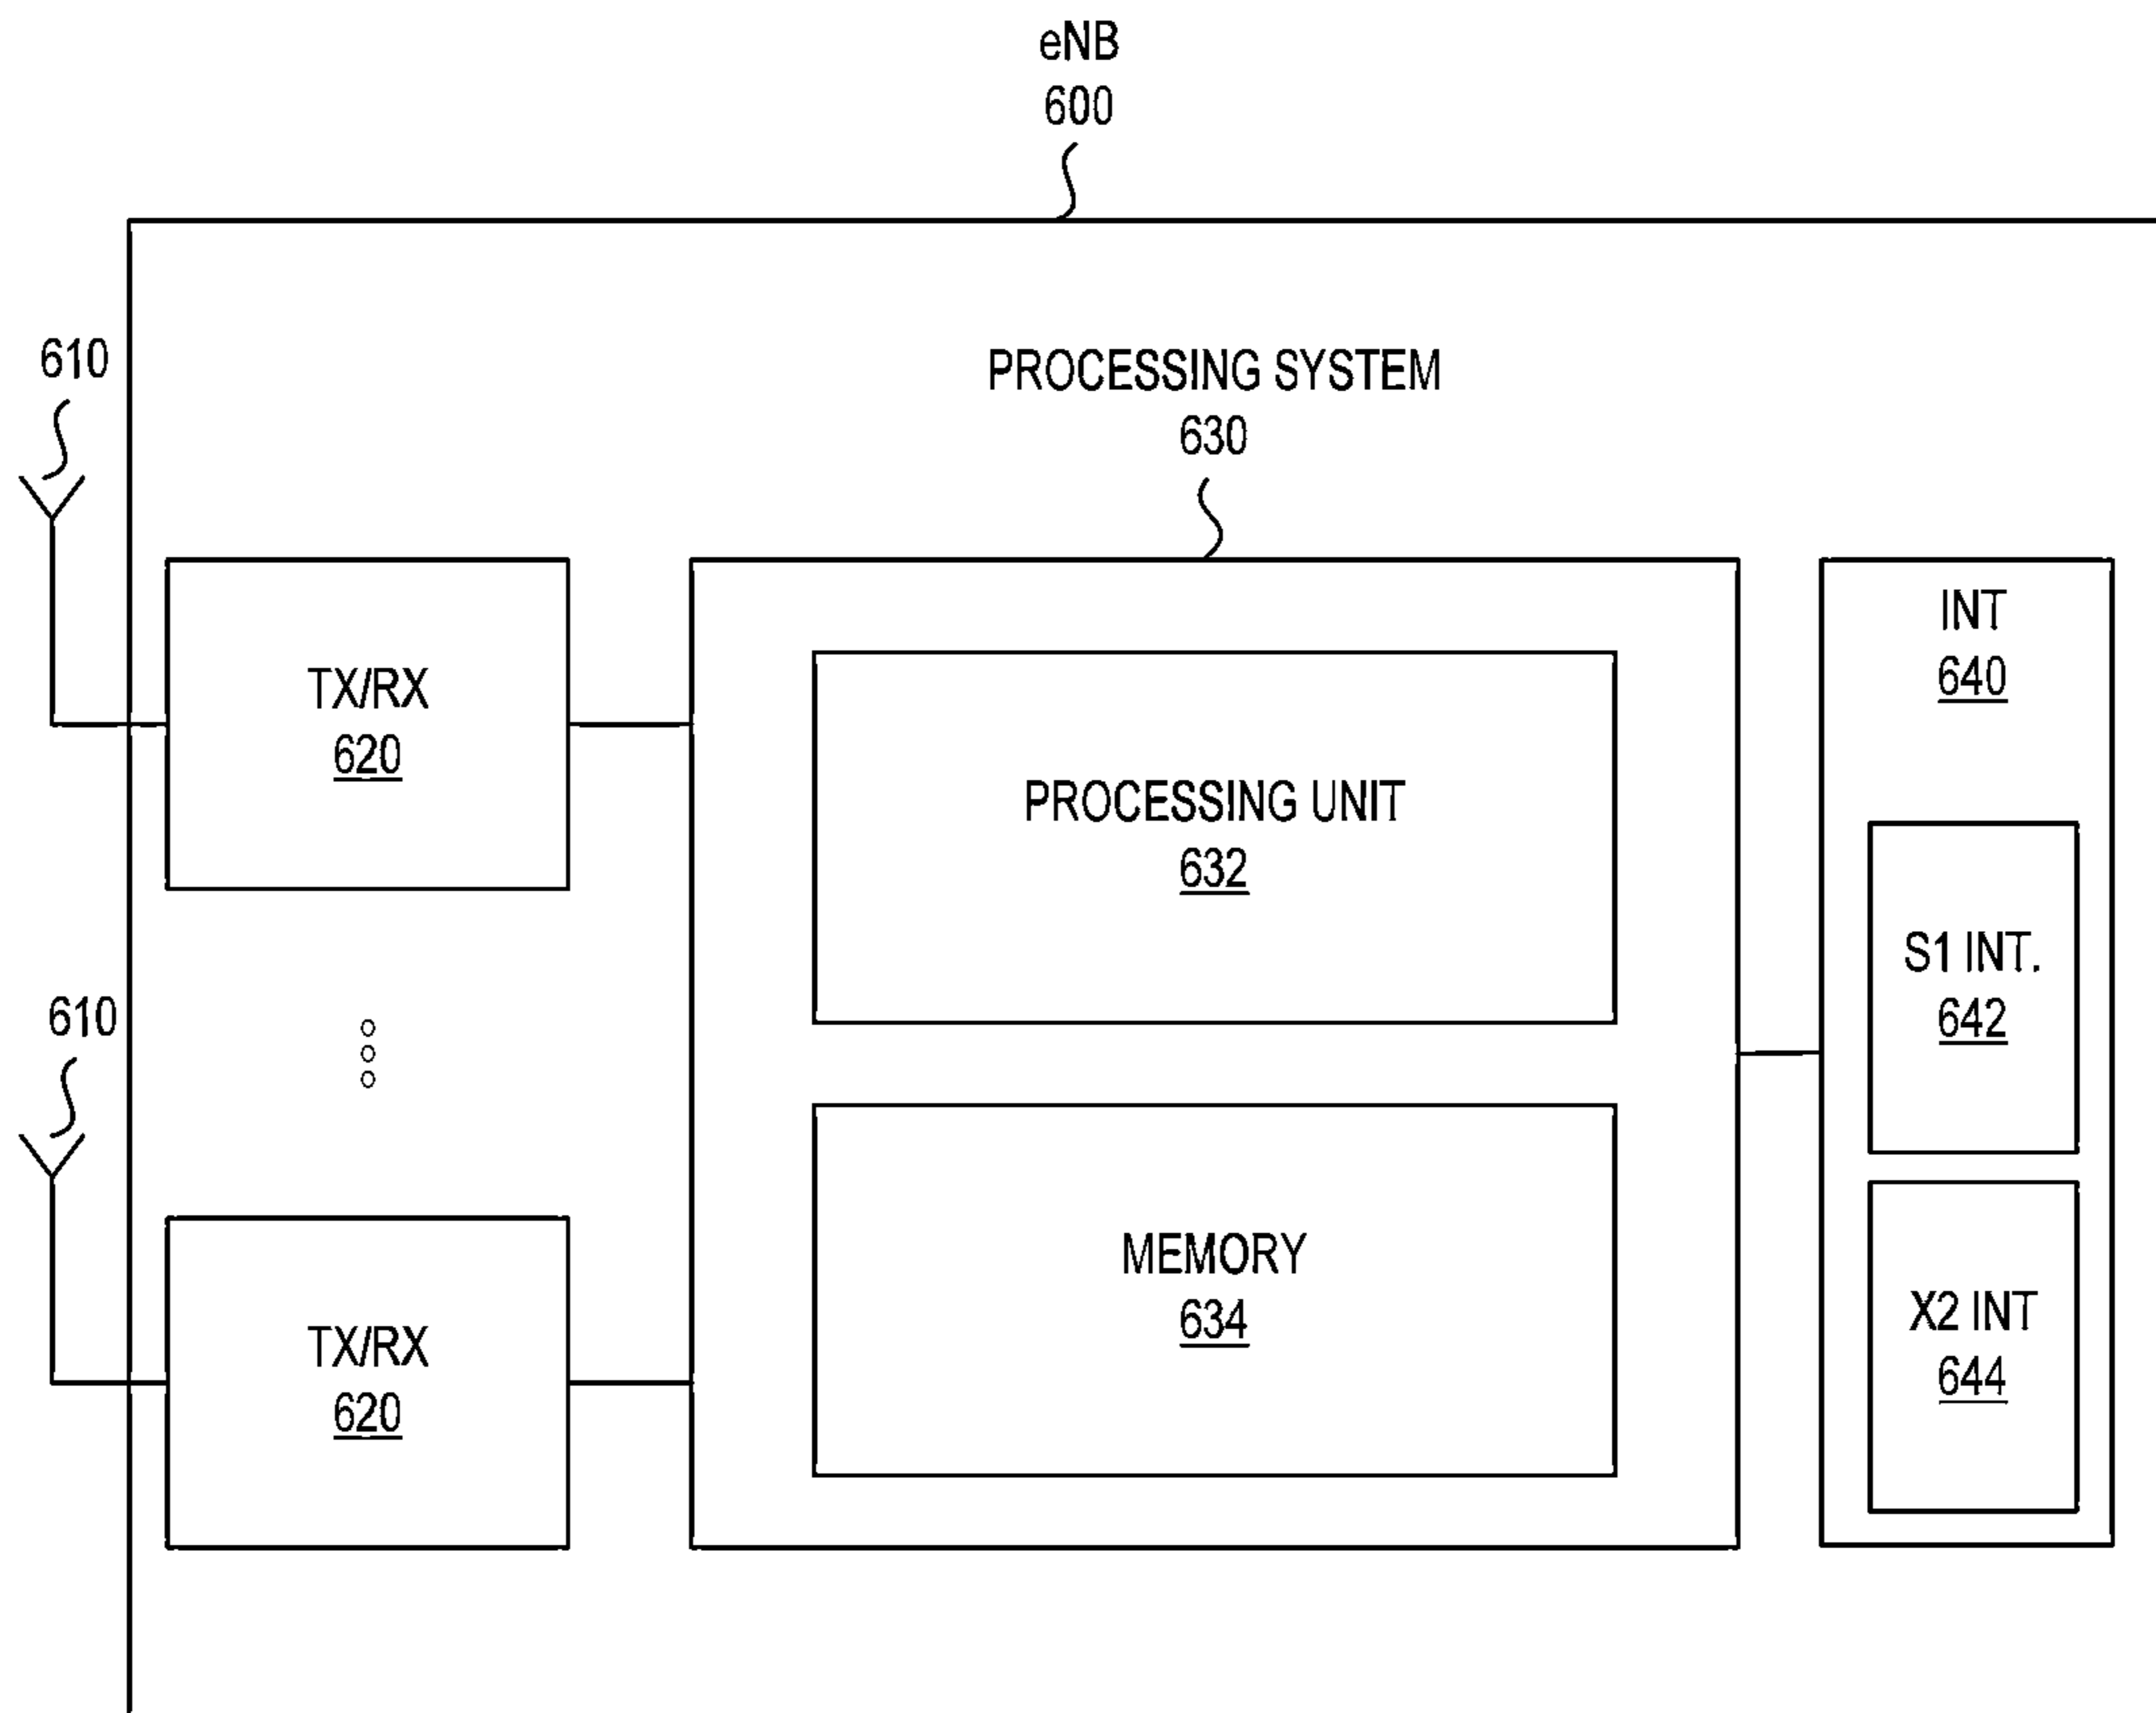 eNB
600
610
PROCESSING SYSTEM
630
INT
640
TX/RX
620
PROCESSING UNIT
632
S1 INT.
642
610
MEMORY
634
X2 INT
644
TX/RX
620